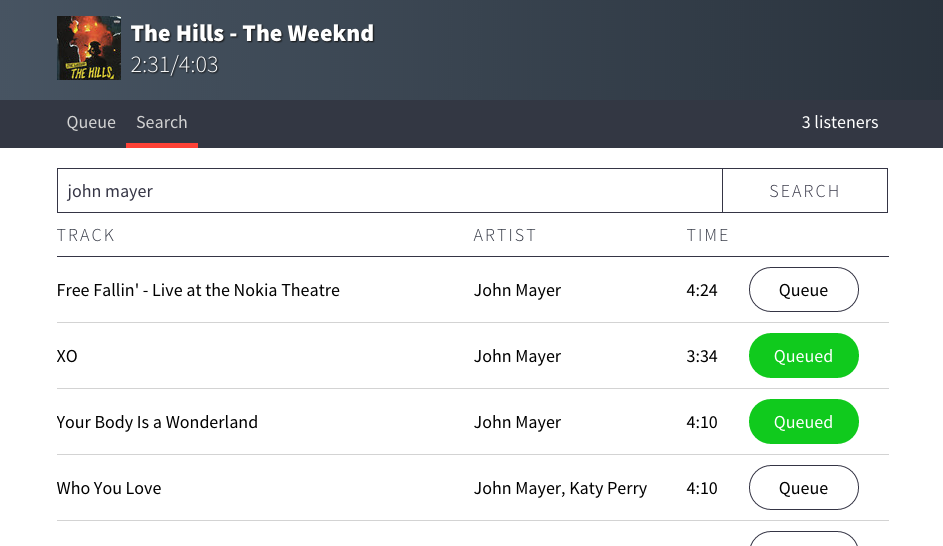 The Hills - The Weeknd
2:31/4:03
THE HILLS
Queue Search 3 listeners
john mayer SEARCH
TRACK ARTIST TIME
Free Fallin' - Live at the Nokia Theatre John Mayer 4:24 Queue
XO John Mayer 3:34 Queued
Your Body Is a Wonderland John Mayer 4:10 Queued
Who You Love John Mayer, Katy Perry 4:10 Queue